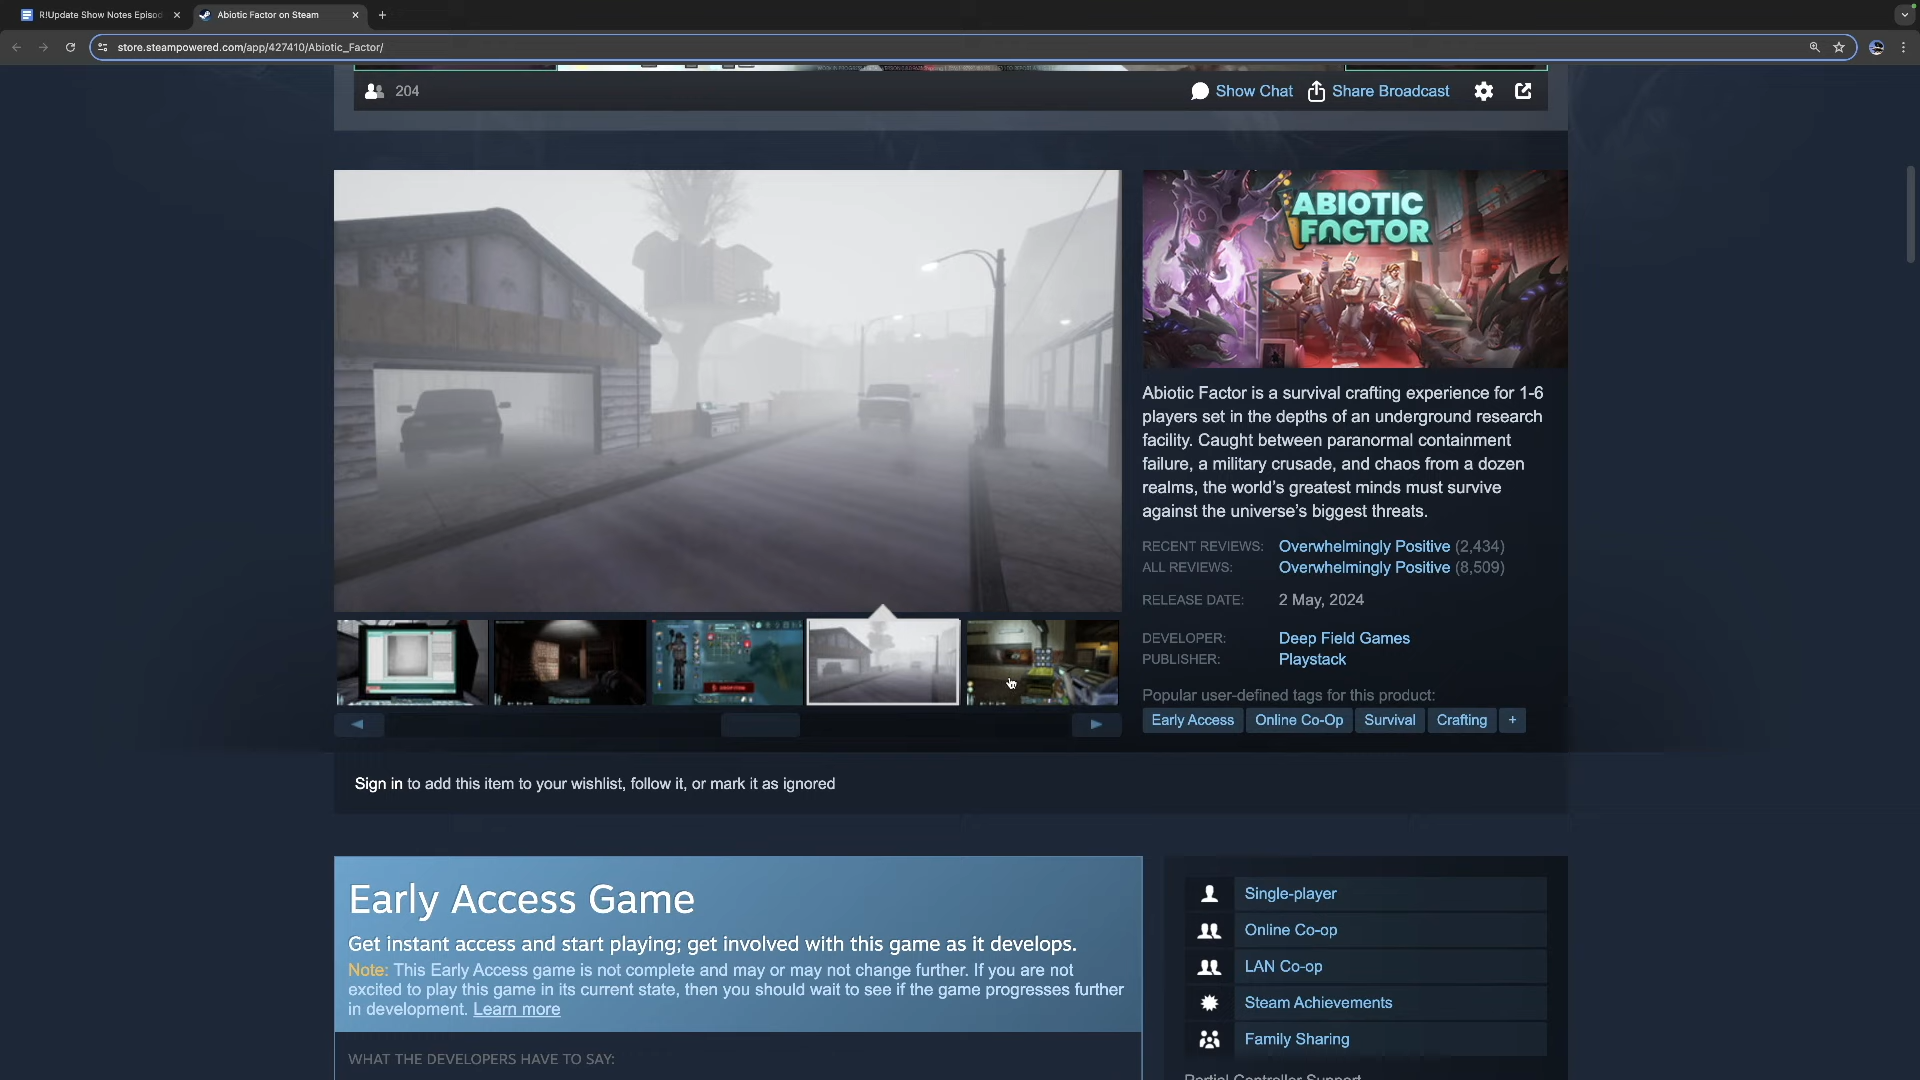 R!Update Show Notes Episod
Abiotic Factor on Steam
store.steampowered.com/app/427410/Abiotic_Factor/
204
Show Chat
Share Broadcast
ABIOTIC
FACTOR
Abiotic Factor is a survival crafting experience for 1-6
players set in the depths of an underground research
facility. Caught between paranormal containment
failure, a military crusade, and chaos from a dozen
realms, the world's greatest minds must survive
against the universe's biggest threats.
RECENT REVIEWS: Overwhelmingly Positive (2,434)
ALL REVIEWS: Overwhelmingly Positive (8,509)
RELEASE DATE: 2 May, 2024
DEVELOPER: Deep Field Games
PUBLISHER: Playstack
Popular user-defined tags for this product:
Early Access Online Co-Op Survival Crafting +
Sign in to add this item to your wishlist, follow it, or mark it as ignored
Early Access Game
Get instant access and start playing; get involved with this game as it develops.
Note: This Early Access game is not complete and may or may not change further. If you are not
excited to play this game in its current state, then you should wait to see if the game progresses further
in development. Learn more
WHAT THE DEVELOPERS HAVE TO SAY:
Single-player
Online Co-op
LAN Co-op
Steam Achievements
Family Sharing
Partial Controller Support